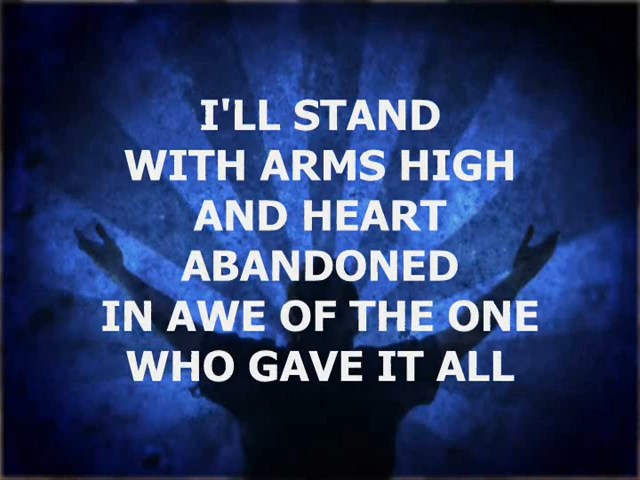 I'LL STAND
WITH ARMS HIGH
AND HEART
ABANDONED
IN AWE OF THE ONE
WHO GAVE IT ALL